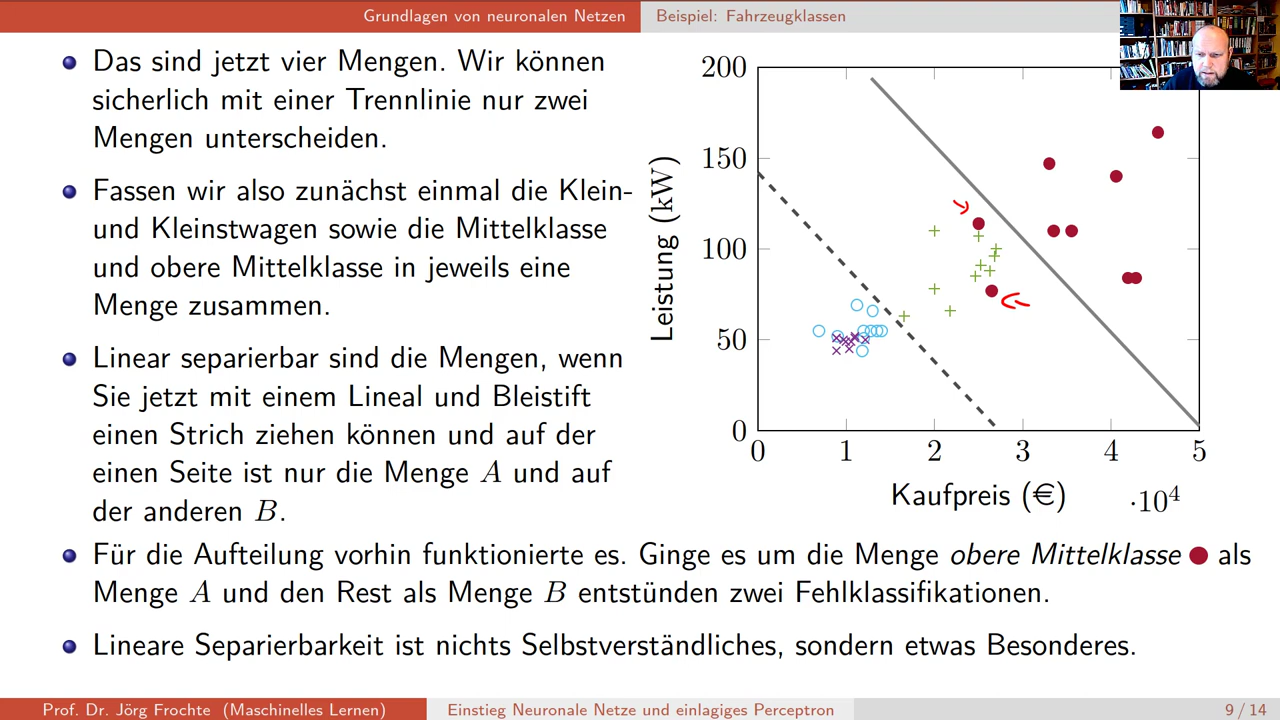 Grundlagen von neuronalen Netzen
Beispiel: Fahrzeugklassen
Das sind jetzt vier Mengen. Wir können
sicherlich mit einer Trennlinie nur zwei
Mengen unterscheiden.
Fassen wir also zunächst einmal die Klein-
und Kleinstwagen sowie die Mittelklasse
und obere Mittelklasse in jeweils eine
Menge zusammen.
Linear separierbar sind die Mengen, wenn
Sie jetzt mit einem Lineal und Bleistift
einen Strich ziehen können und auf der
einen Seite ist nur die Menge A und auf
der anderen B.
200
150
100
50
0
Leistung (kW)
0 1 2 3 4 5
Kaufpreis (€)
·10⁴
Für die Aufteilung vorhin funktionierte es. Ginge es um die Menge obere Mittelklasse ● als
Menge A und den Rest als Menge B entstünden zwei Fehlklassifikationen.
Lineare Separierbarkeit ist nichts Selbstverständliches, sondern etwas Besonderes.
Prof. Dr. Jörg Frochte (Maschinelles Lernen)
Einstieg Neuronale Netze und einlagiges Perceptron
9 / 14